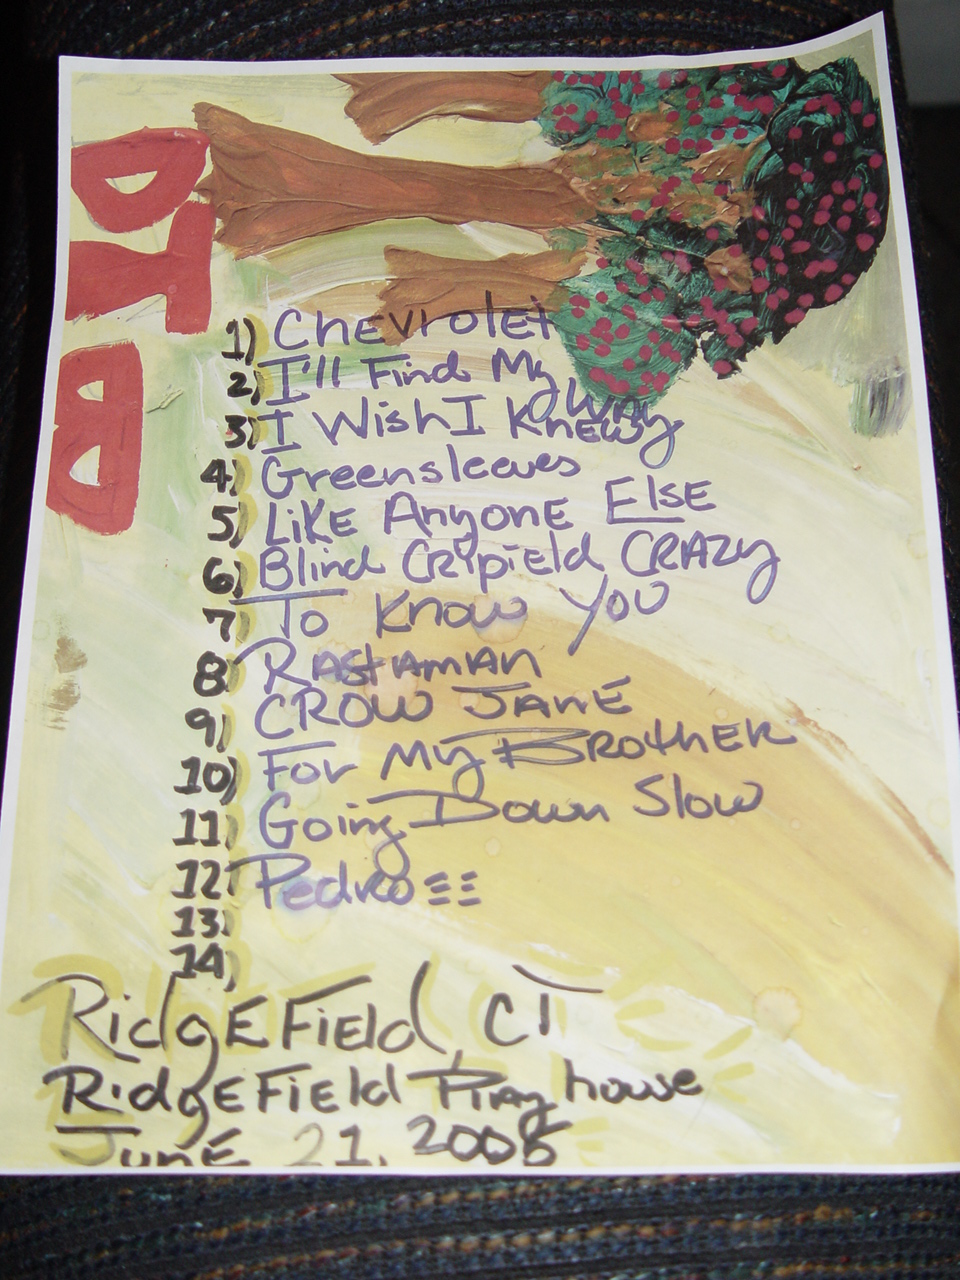 DTB
1) Chevrolet
2) I'll Find My Way
3) I Wish I Knew
4) Greensleeves
5) Like Anyone Else
6) Blind Cripield Crazy
7) To Know You
8) Rastaman
9) Crow Jane
10) For My Brother
11) Going Down Slow
12) Pedro
13)
14)
RidgeField, CT
RidgeField Playhouse
June 21, 2005